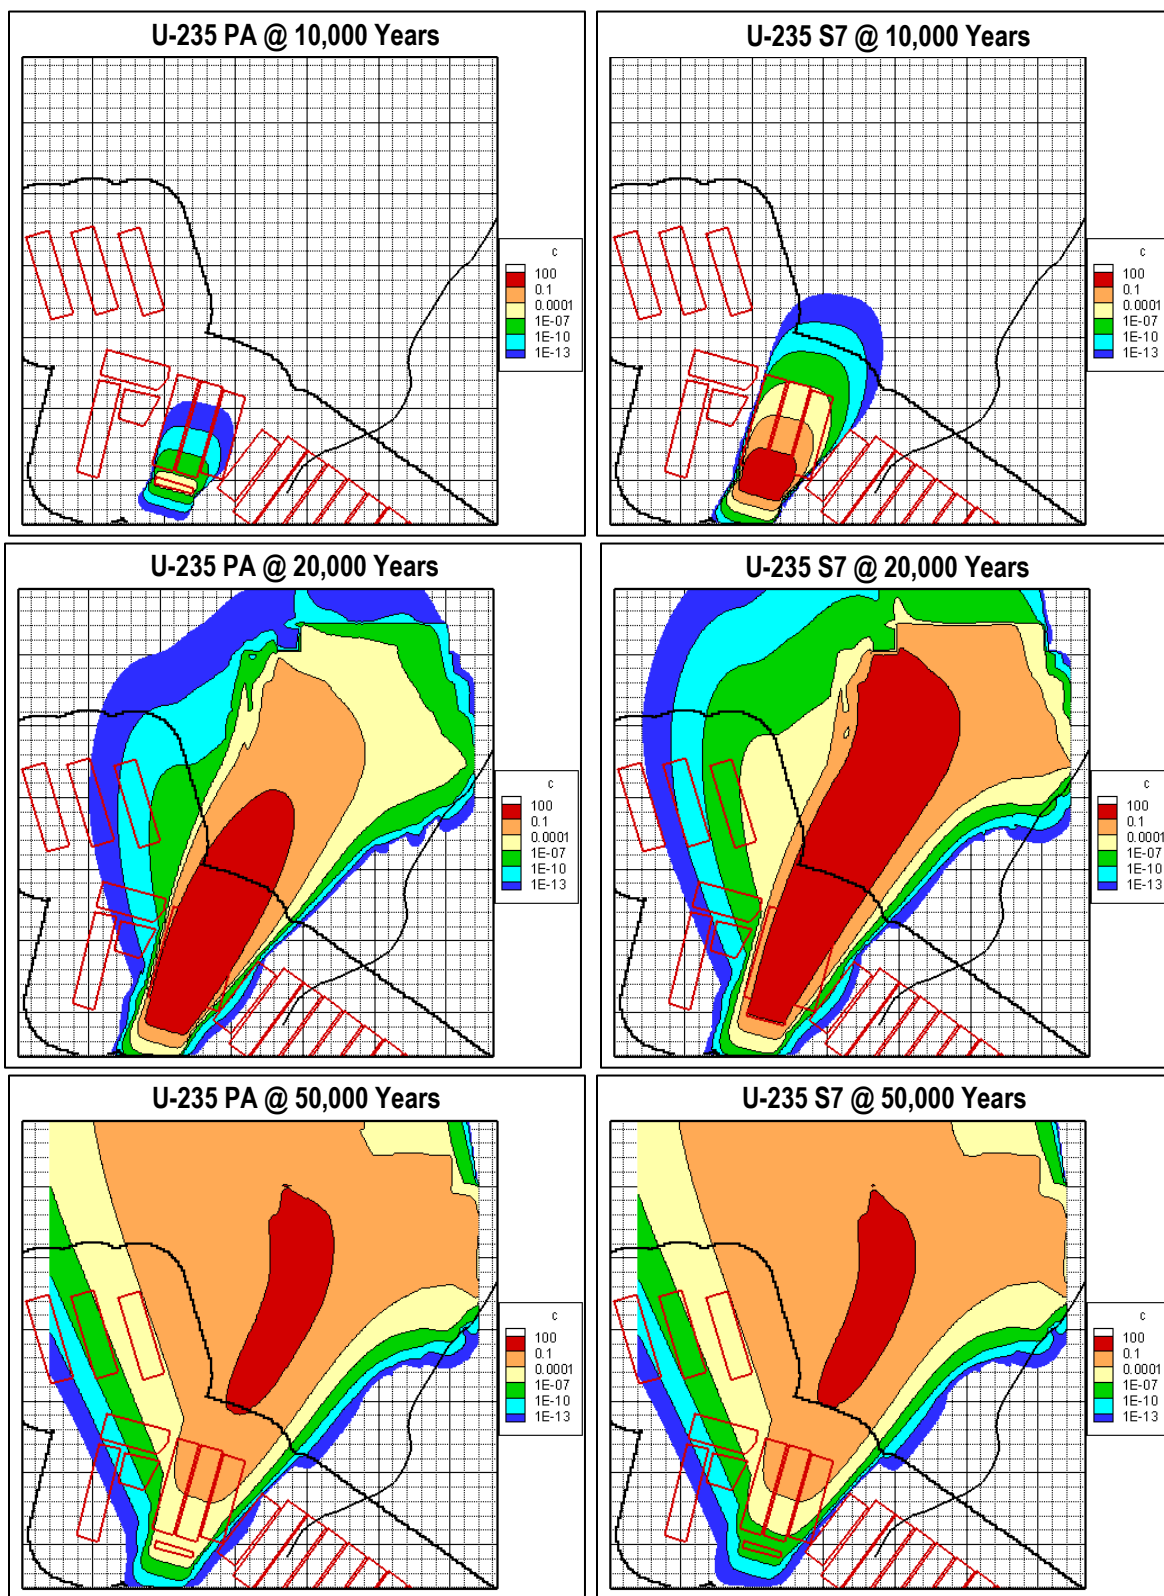 U-235 PA @ 10,000 Years
c
100
0.1
0.0001
1E-07
1E-10
1E-13
U-235 S7 @ 10,000 Years
c
100
0.1
0.0001
1E-07
1E-10
1E-13
U-235 PA @ 20,000 Years
c
100
0.1
0.0001
1E-07
1E-10
1E-13
U-235 S7 @ 20,000 Years
c
100
0.1
0.0001
1E-07
1E-10
1E-13
U-235 PA @ 50,000 Years
c
100
0.1
0.0001
1E-07
1E-10
1E-13
U-235 S7 @ 50,000 Years
c
100
0.1
0.0001
1E-07
1E-10
1E-13